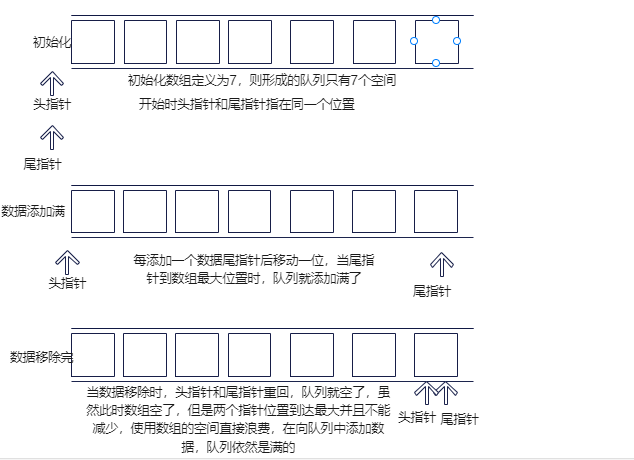 初始化
初始化数组定义为7，则形成的队列只有7个空间
头指针
开始时头指针和尾指针指在同一个位置
尾指针
数据添加满
每添加一个数据尾指针后移动一位，当尾指
针到数组最大位置时，队列就添加满了
头指针
尾指针
数据移除完
当数据移除时，头指针和尾指针重回，队列就空了，虽
然此时数组空了，但是两个指针位置到达最大并且不能
减少，使用数组的空间直接浪费，在向队列中添加数
据，队列依然是满的
头指针
尾指针